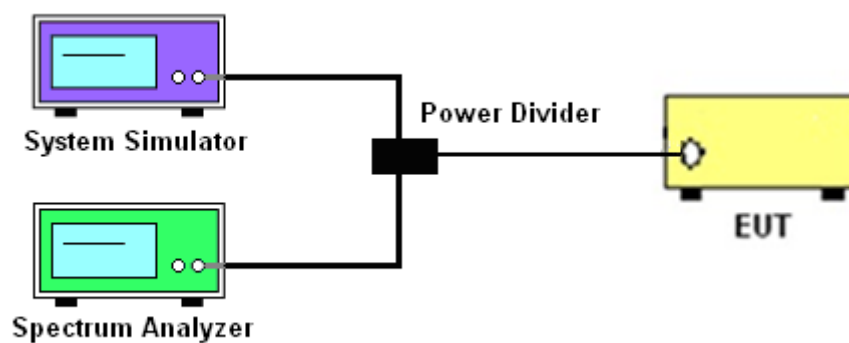 System Simulator
Power Divider
EUT
Spectrum Analyzer